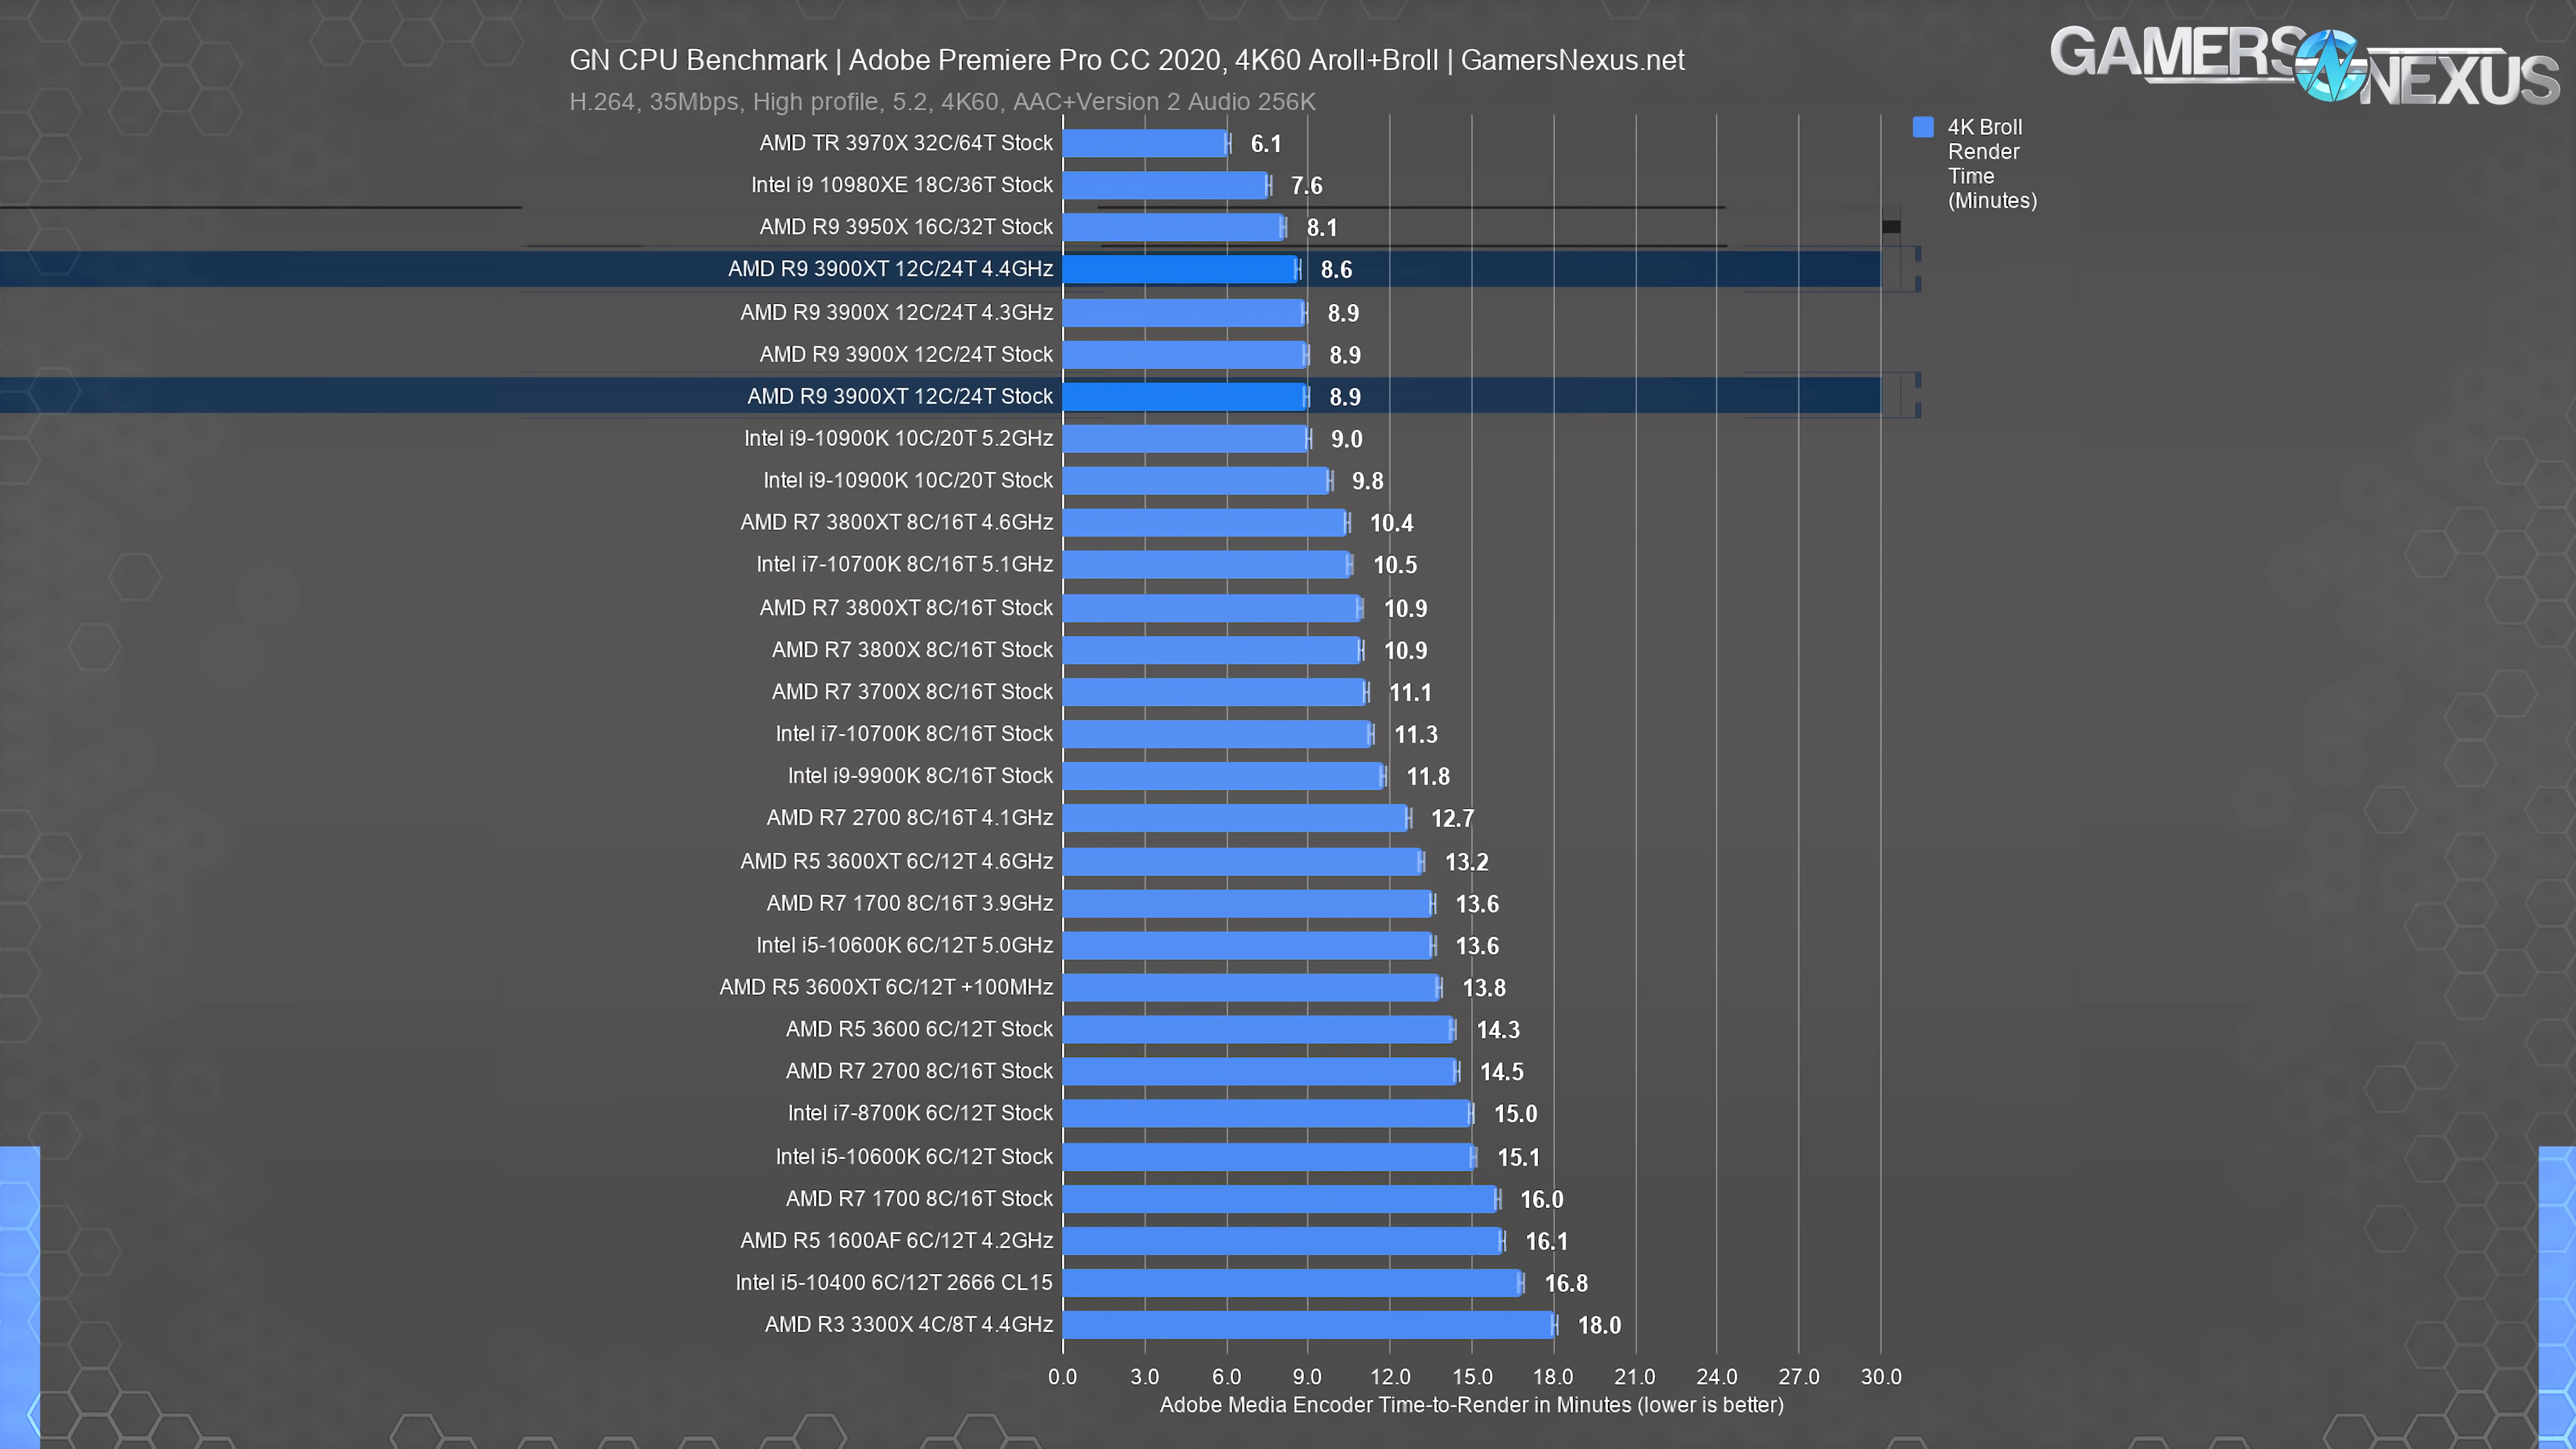 GAMERS NEXUS
GN CPU Benchmark | Adobe Premiere Pro CC 2020, 4K60 Aroll+Broll | GamersNexus.net
H.264, 35Mbps, High profile, 5.2, 4K60, AAC+Version 2 Audio 256K
4K Broll
Render
Time
(Minutes)
AMD TR 3970X 32C/64T Stock 6.1
Intel i9 10980XE 18C/36T Stock 7.6
AMD R9 3950X 16C/32T Stock 8.1
AMD R9 3900XT 12C/24T 4.4GHz 8.6
AMD R9 3900X 12C/24T 4.3GHz 8.9
AMD R9 3900X 12C/24T Stock 8.9
AMD R9 3900XT 12C/24T Stock 8.9
Intel i9-10900K 10C/20T 5.2GHz 9.0
Intel i9-10900K 10C/20T Stock 9.8
AMD R7 3800XT 8C/16T 4.6GHz 10.4
Intel i7-10700K 8C/16T 5.1GHz 10.5
AMD R7 3800XT 8C/16T Stock 10.9
AMD R7 3800X 8C/16T Stock 10.9
AMD R7 3700X 8C/16T Stock 11.1
Intel i7-10700K 8C/16T Stock 11.3
Intel i9-9900K 8C/16T Stock 11.8
AMD R7 2700 8C/16T 4.1GHz 12.7
AMD R5 3600XT 6C/12T 4.6GHz 13.2
AMD R7 1700 8C/16T 3.9GHz 13.6
Intel i5-10600K 6C/12T 5.0GHz 13.6
AMD R5 3600XT 6C/12T +100MHz 13.8
AMD R5 3600 6C/12T Stock 14.3
AMD R7 2700 8C/16T Stock 14.5
Intel i7-8700K 6C/12T Stock 15.0
Intel i5-10600K 6C/12T Stock 15.1
AMD R7 1700 8C/16T Stock 16.0
AMD R5 1600AF 6C/12T 4.2GHz 16.1
Intel i5-10400 6C/12T 2666 CL15 16.8
AMD R3 3300X 4C/8T 4.4GHz 18.0
0.0 3.0 6.0 9.0 12.0 15.0 18.0 21.0 24.0 27.0 30.0
Adobe Media Encoder Time-to-Render in Minutes (lower is better)